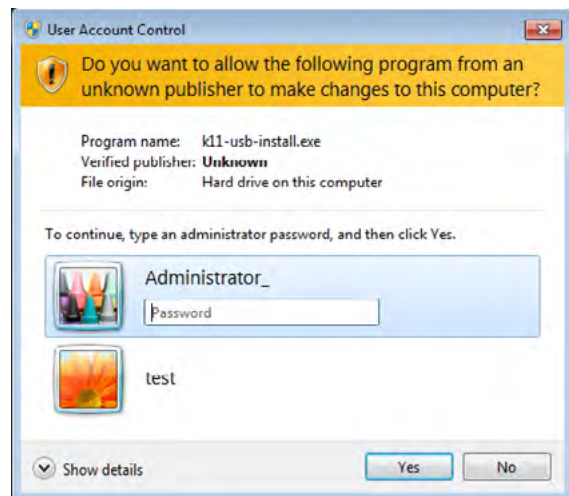 User Account Control
Do you want to allow the following program from an
unknown publisher to make changes to this computer?
Program name: k11-usb-install.exe
Verified publisher: Unknown
File origin: Hard drive on this computer
To continue, type an administrator password, and then click Yes.
Administrator_
Password
test
Show details
Yes
No